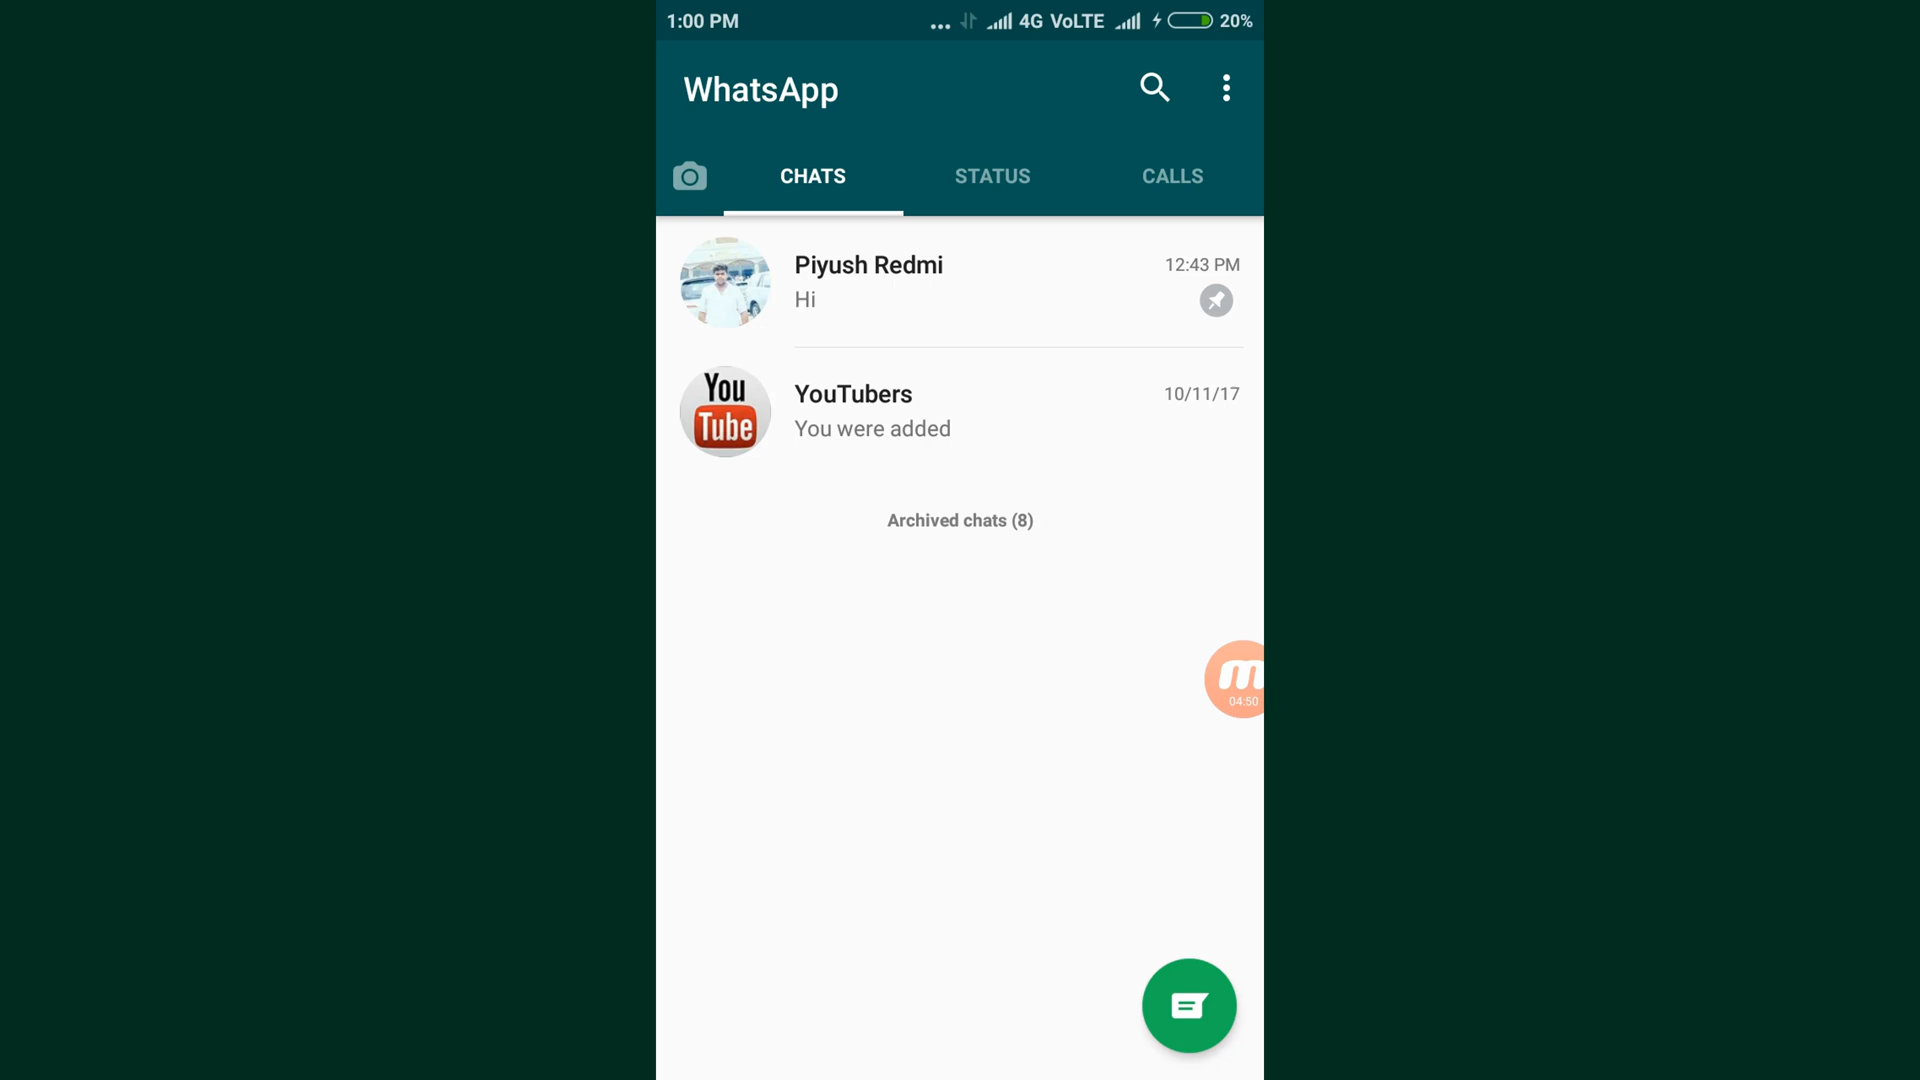 1:00 PM ... 4G VoLTE 20%
WhatsApp
CHATS STATUS CALLS
Piyush Redmi 12:43 PM
Hi
You
Tube
YouTubers 10/11/17
You were added
Archived chats (8)
m
04:50